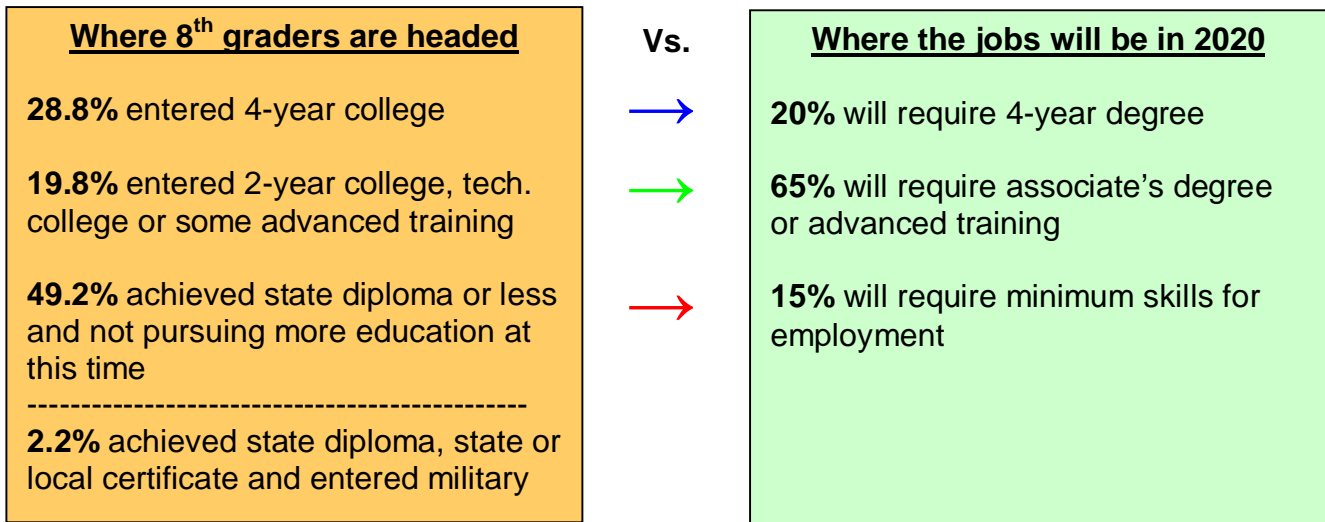 Where 8th graders are headed
28.8% entered 4-year college
19.8% entered 2-year college, tech.
college or some advanced training
49.2% achieved state diploma or less
and not pursuing more education at
this time
----------------------------------------------
2.2% achieved state diploma, state or
local certificate and entered military
Vs.
Where the jobs will be in 2020
20% will require 4-year degree
65% will require associate's degree
or advanced training
15% will require minimum skills for
employment